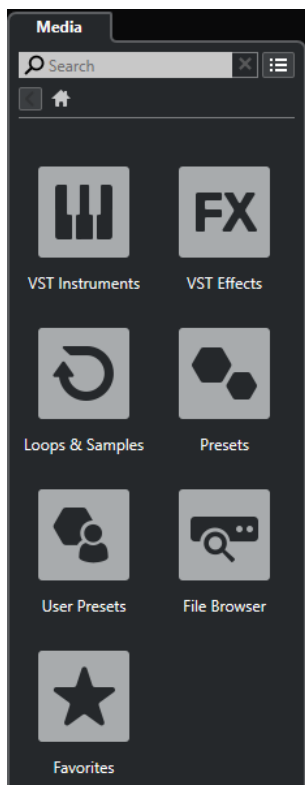 Media
Search
VST Instruments
FX
VST Effects
Loops & Samples
Presets
User Presets
File Browser
Favorites